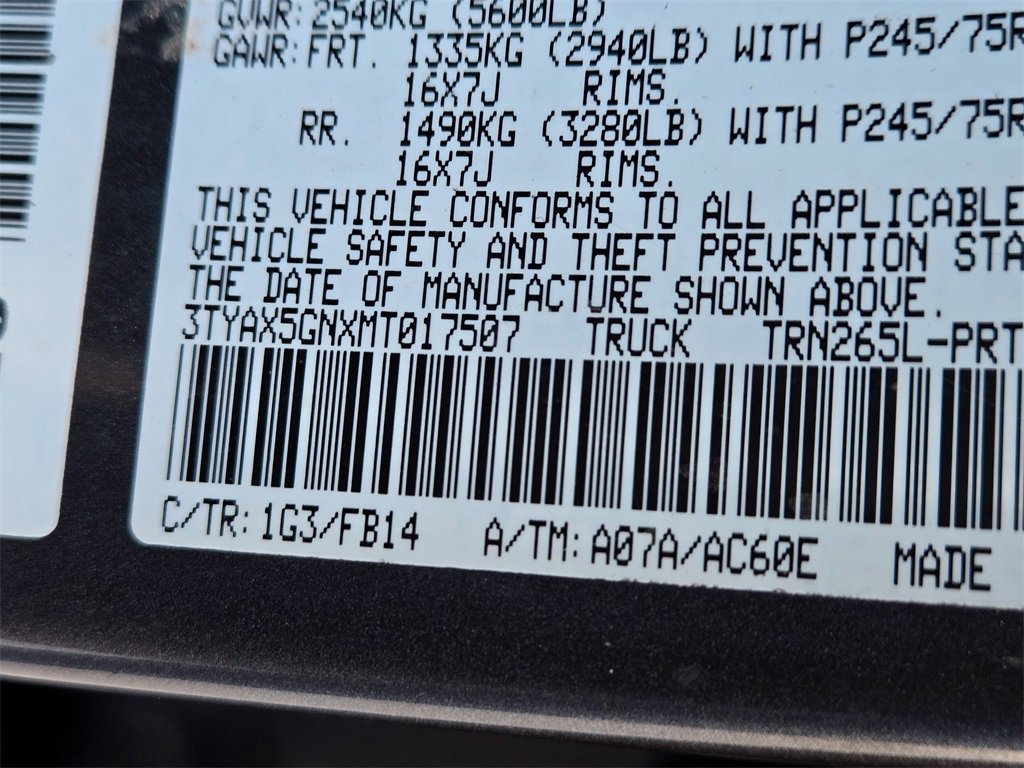 GVWR: 2540KG (5600LB)
GAWR: FRT. 1335KG (2940LB) WITH P245/75R
16X7J RIMS.
RR. 1490KG (3280LB) WITH P245/75R
16X7J RIMS.
THIS VEHICLE CONFORMS TO ALL APPLICABLE
VEHICLE SAFETY AND THEFT PREVENTION STA
THE DATE OF MANUFACTURE SHOWN ABOVE.
3TYAX5GNXMT017507 TRUCK TRN265L-PRT
C/TR: 1G3/FB14 A/TM: A07A/AC60E MADE